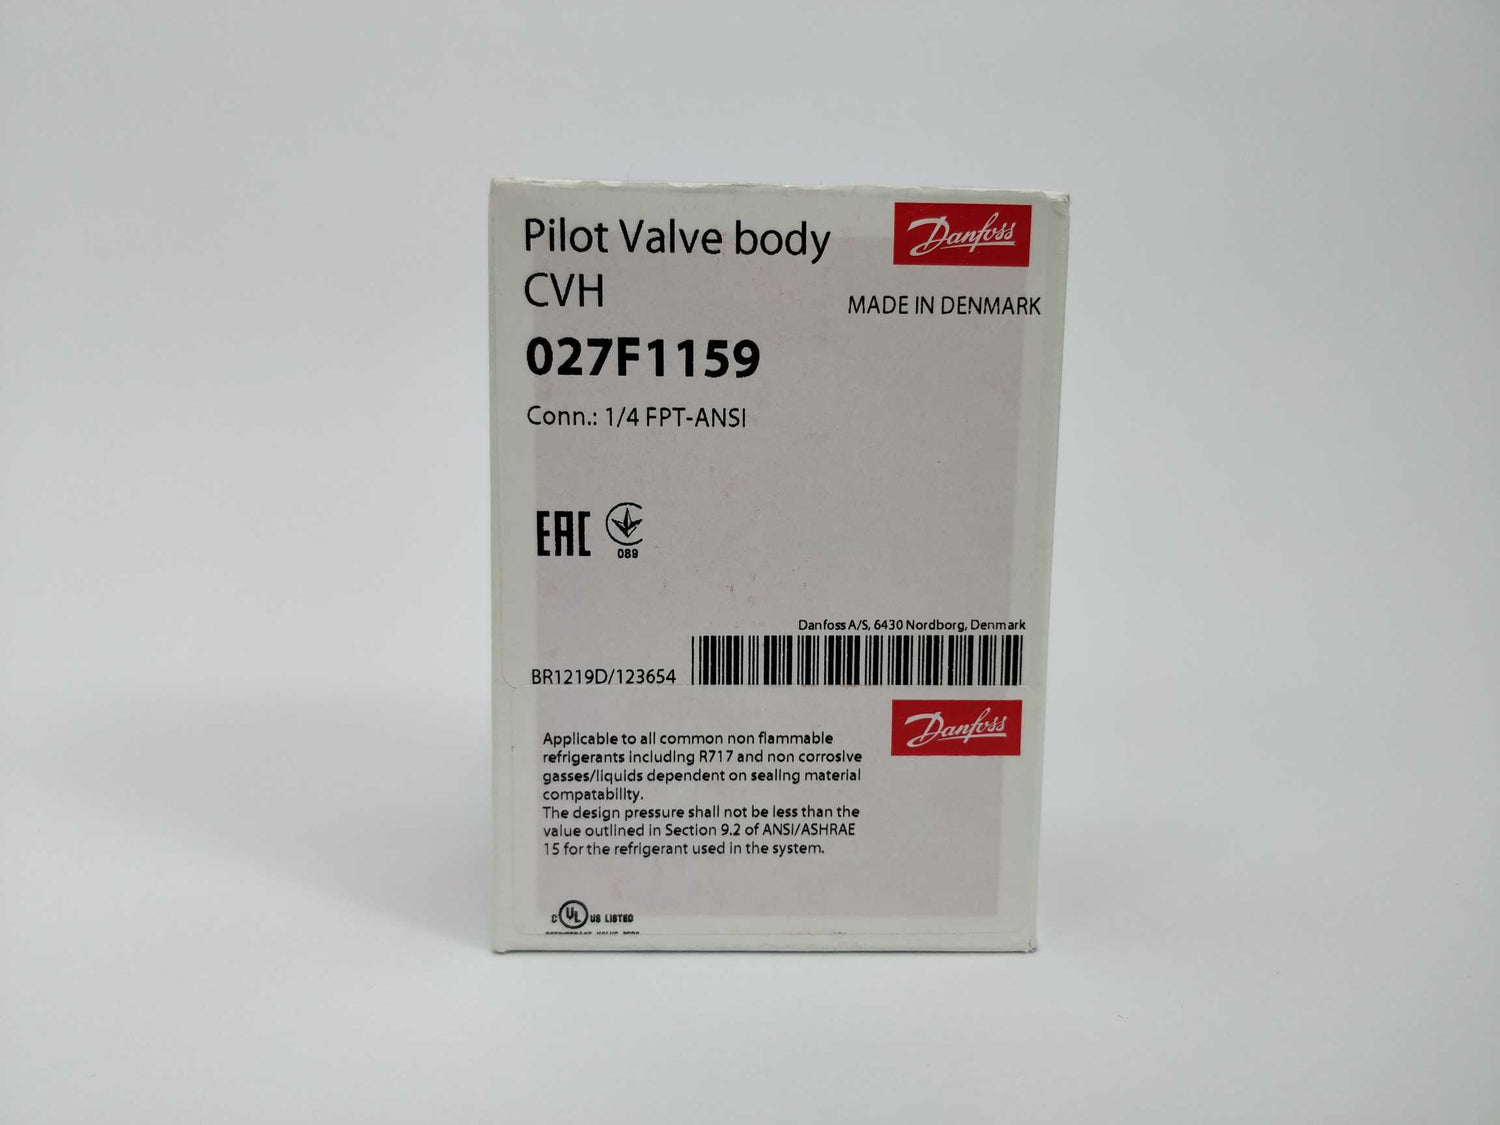 Pilot Valve body
CVH
Danfoss
MADE IN DENMARK
027F1159
Conn.: 1/4 FPT-ANSI
EAC
089
Danfoss A/S, 6430 Nordborg, Denmark
BR1219D/123654
Danfoss
Applicable to all common non flammable
refrigerants including R717 and non corrosive
gasses/liquids dependent on sealing material
compatability.
The design pressure shall not be less than the
value outlined in Section 9.2 of ANSI/ASHRAE
15 for the refrigerant used in the system.
C UL US LISTED